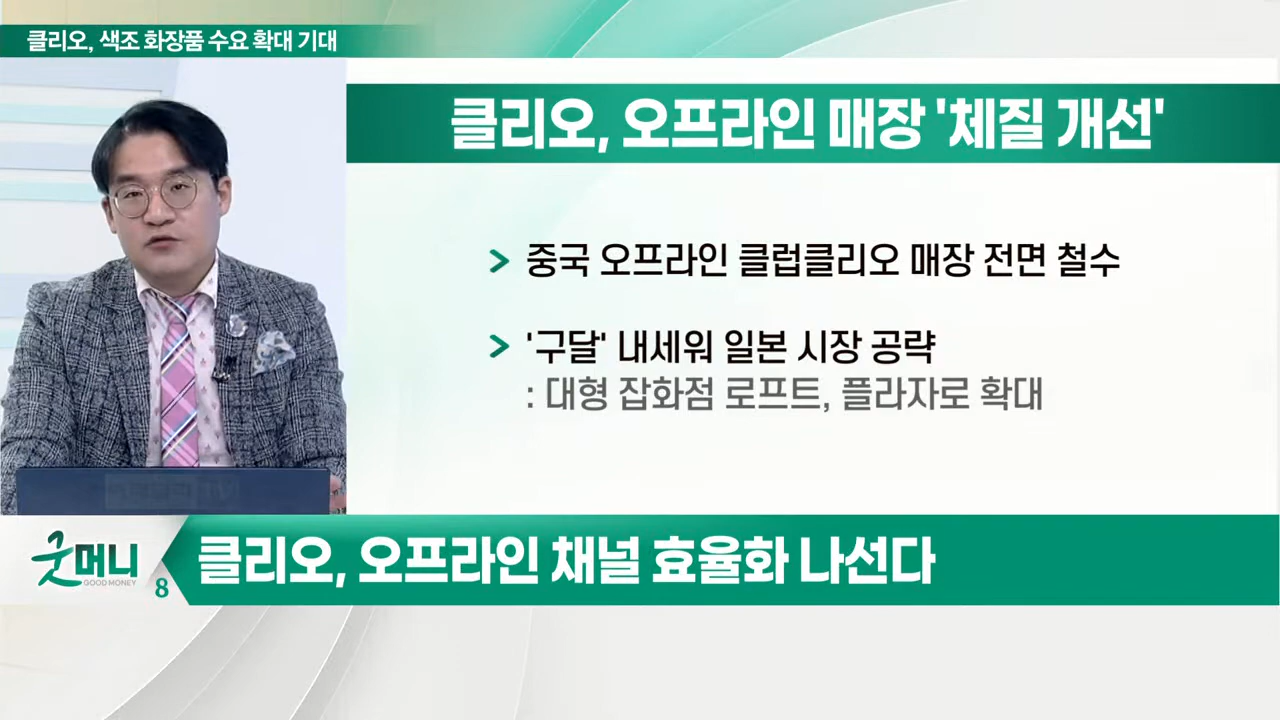 클리오, 색조 화장품 수요 확대 기대
클리오, 오프라인 매장 '체질 개선'
> 중국 오프라인 클럽클리오 매장 전면 철수
> '구달' 내세워 일본 시장 공략
: 대형 잡화점 로프트, 플라자로 확대
굿머니
GOOD MONEY
8
클리오, 오프라인 채널 효율화 나선다